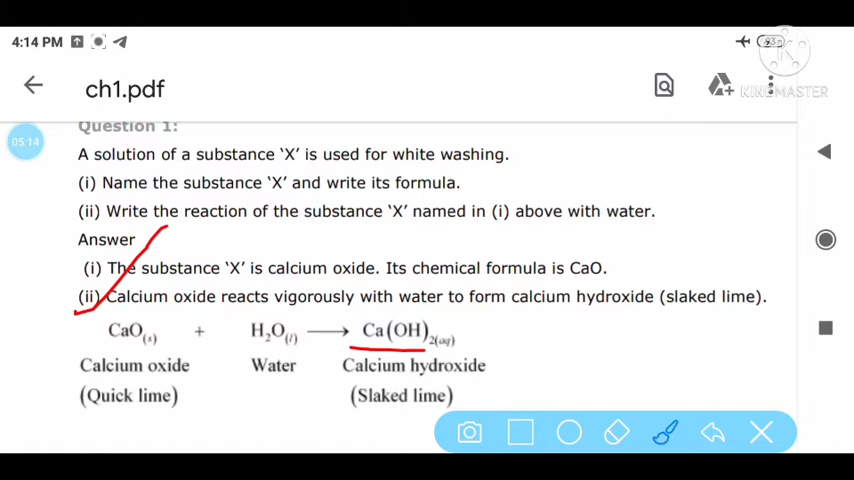 4:14 PM
93
ch1.pdf
KINEMASTER
Question 1:
05:14
A solution of a substance ‘X’ is used for white washing.
(i) Name the substance ‘X’ and write its formula.
(ii) Write the reaction of the substance ‘X’ named in (i) above with water.
Answer
(i) The substance ‘X’ is calcium oxide. Its chemical formula is CaO.
(ii) Calcium oxide reacts vigorously with water to form calcium hydroxide (slaked lime).
CaO(s) + H2O(l) ⟶ Ca(OH)2(aq)
Calcium oxide Water Calcium hydroxide
(Quick lime) (Slaked lime)